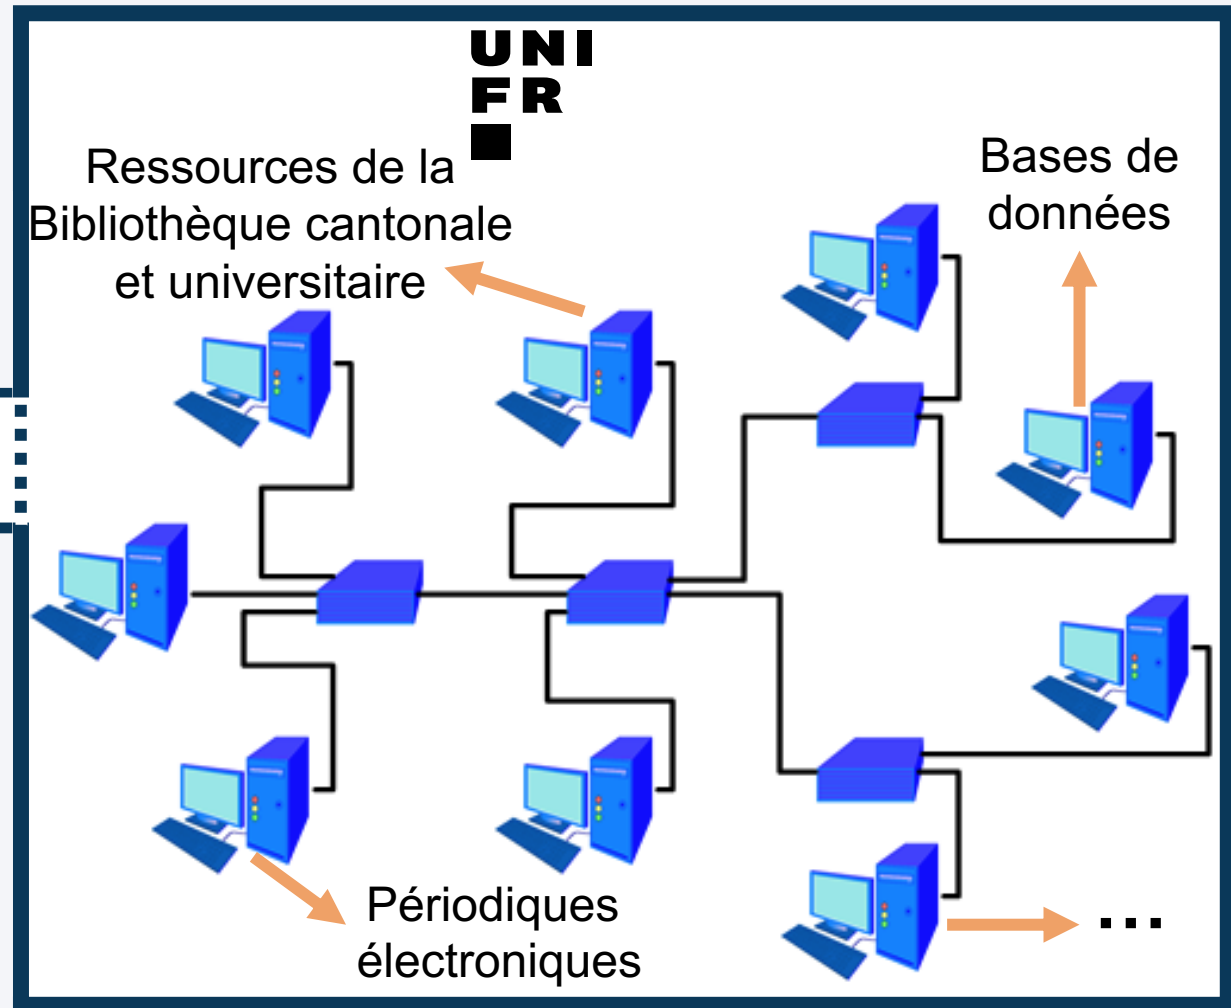 UNI
FR
Ressources de la
Bibliothèque cantonale
et universitaire
Bases de
données
Périodiques
électroniques
...